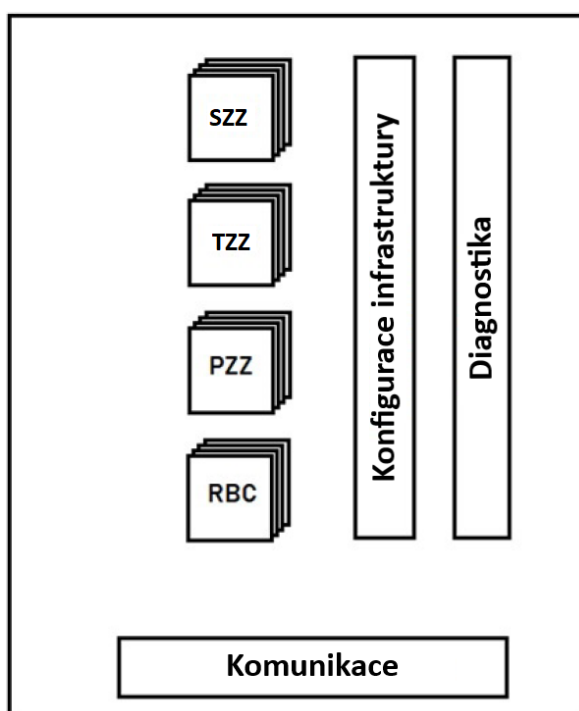 SZZ
TZZ
PZZ
RBC
Konfigurace infrastruktury
Diagnostika
Komunikace